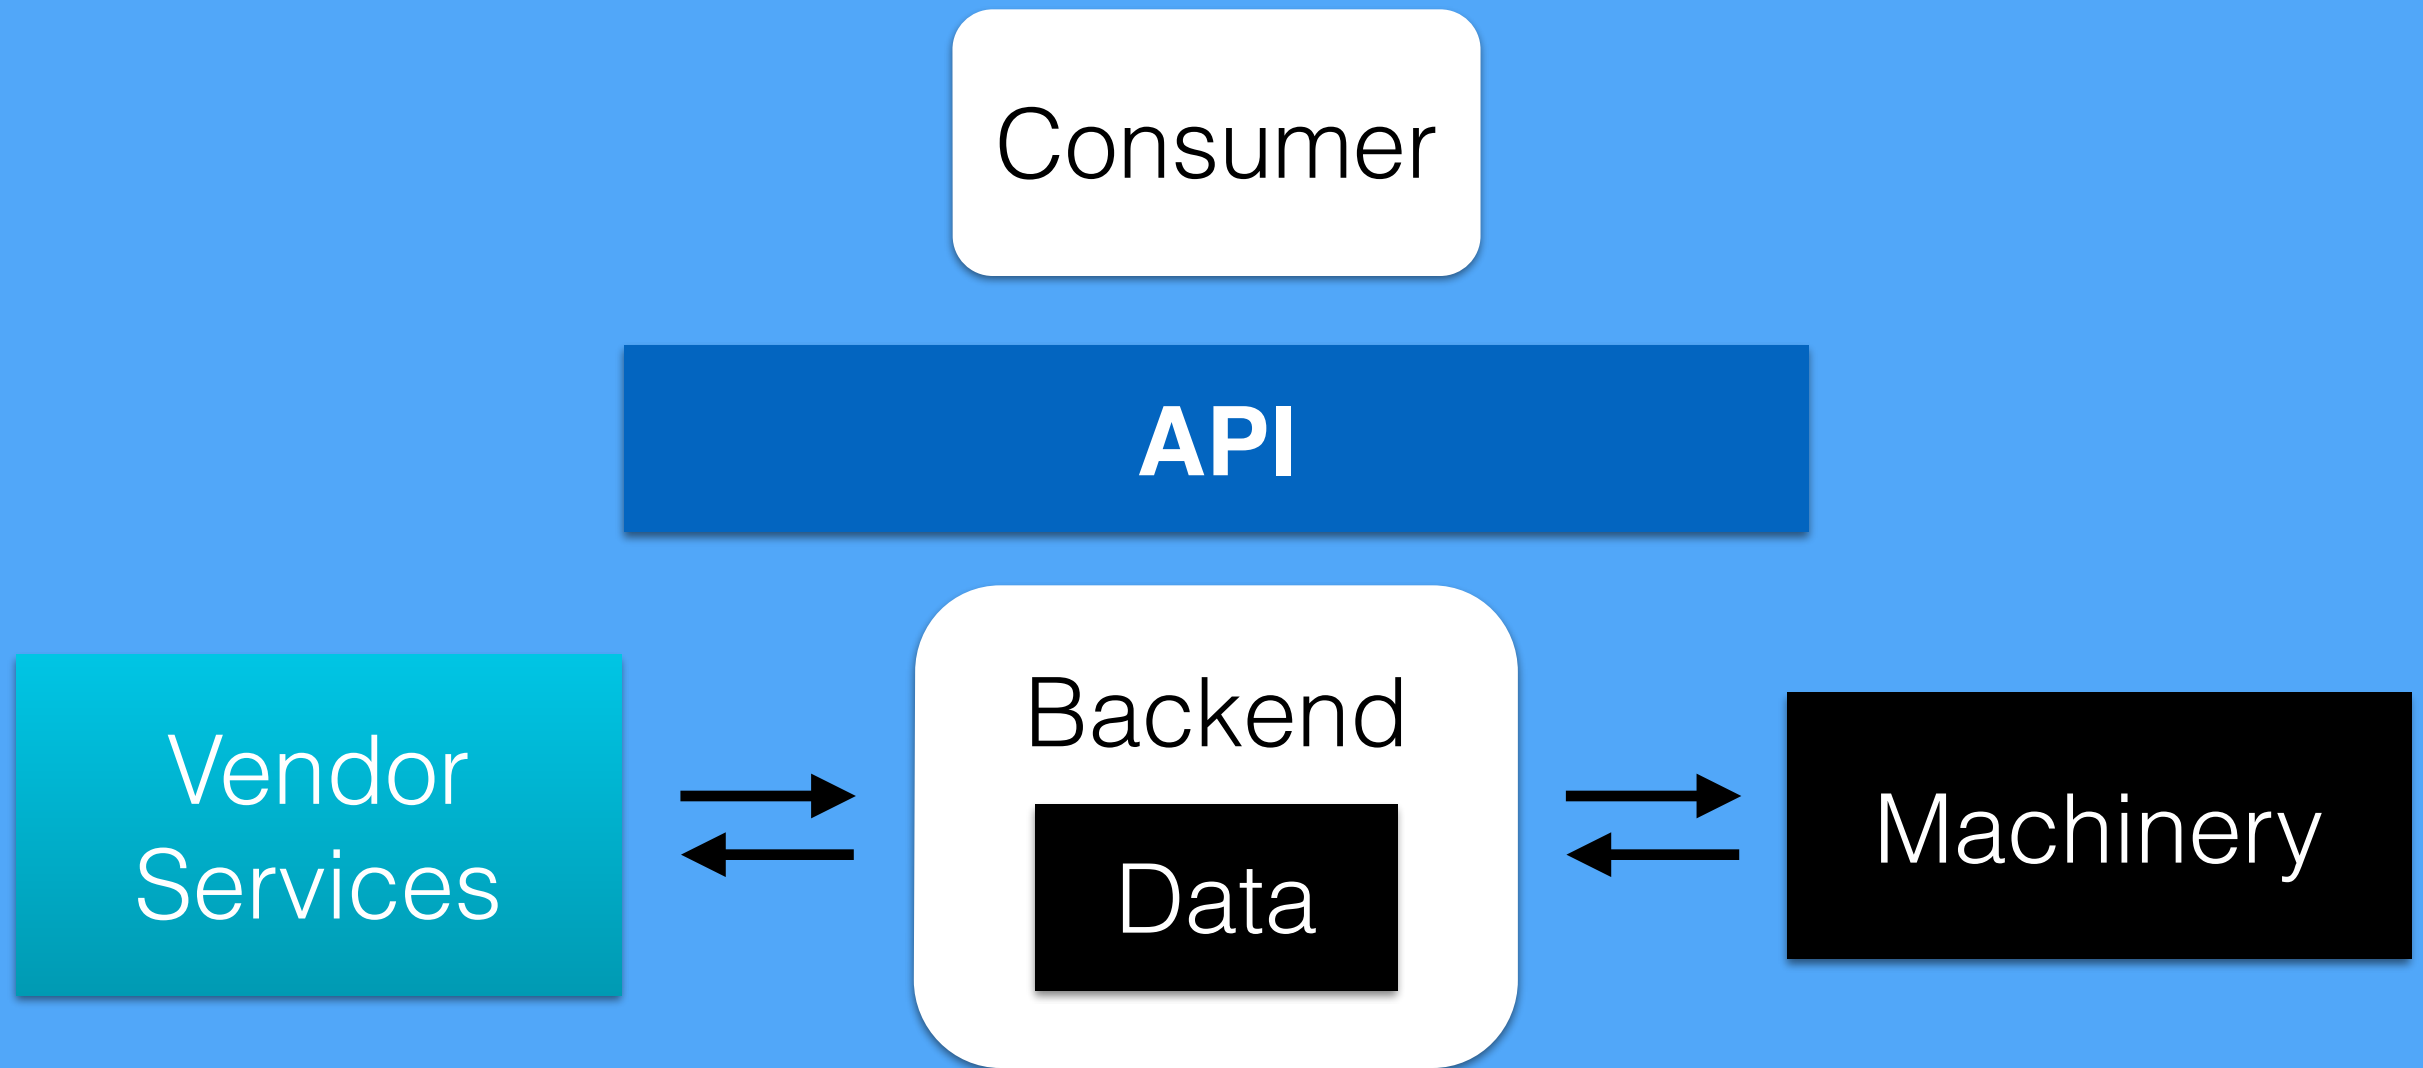 Consumer
API
Backend
Vendor
Services
Data
Machinery